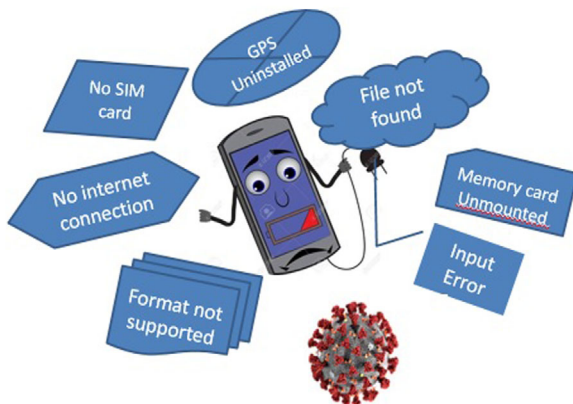 GPS
Uninstalled
No SIM
card
File not
found
No internet
connection
Memory card
Unmounted
Input
Error
Format not
supported